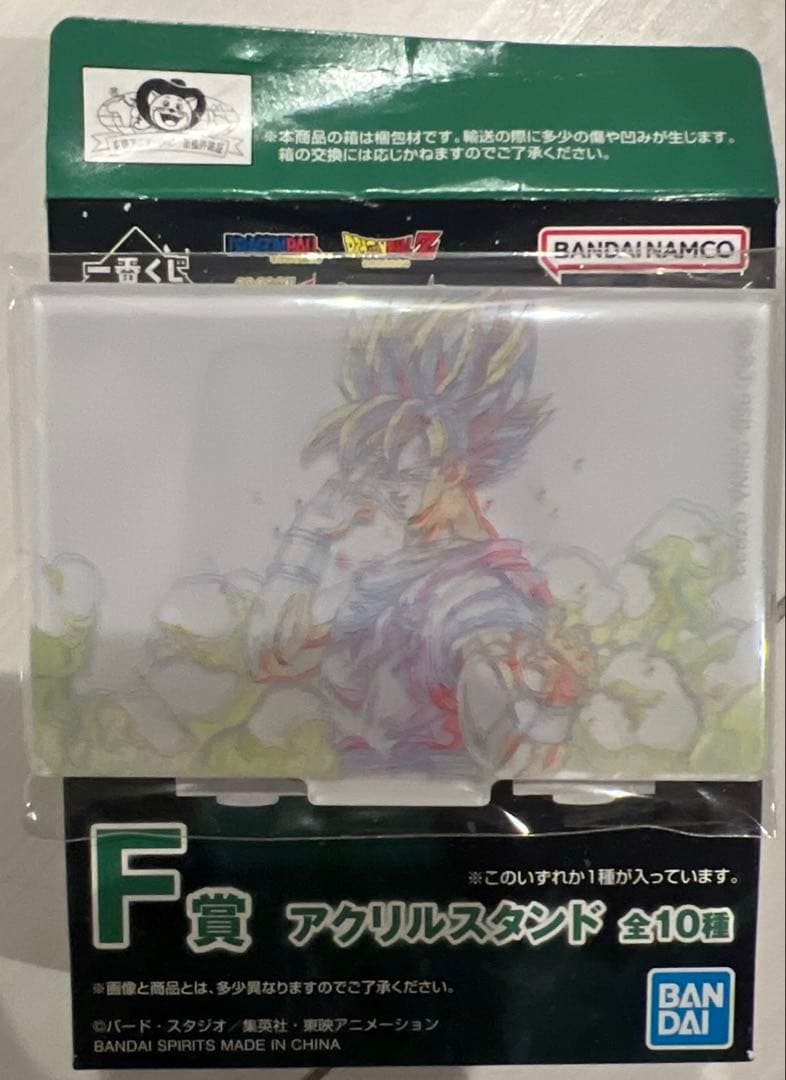 ※本商品の箱は梱包材です。輸送の際に多少の傷や凹みが生じます。
箱の交換には応じかねますのでご了承ください。
一番くじ
DRAGONBALL
DRAGONBALL Z
BANDAI NAMCO
F賞 アクリルスタンド 全10種
※このいずれか1種が入っています。
※画像と商品とは、多少異なりますのでご了承ください。
©バード・スタジオ／集英社・東映アニメーション
BANDAI SPIRITS MADE IN CHINA
BAN
DAI